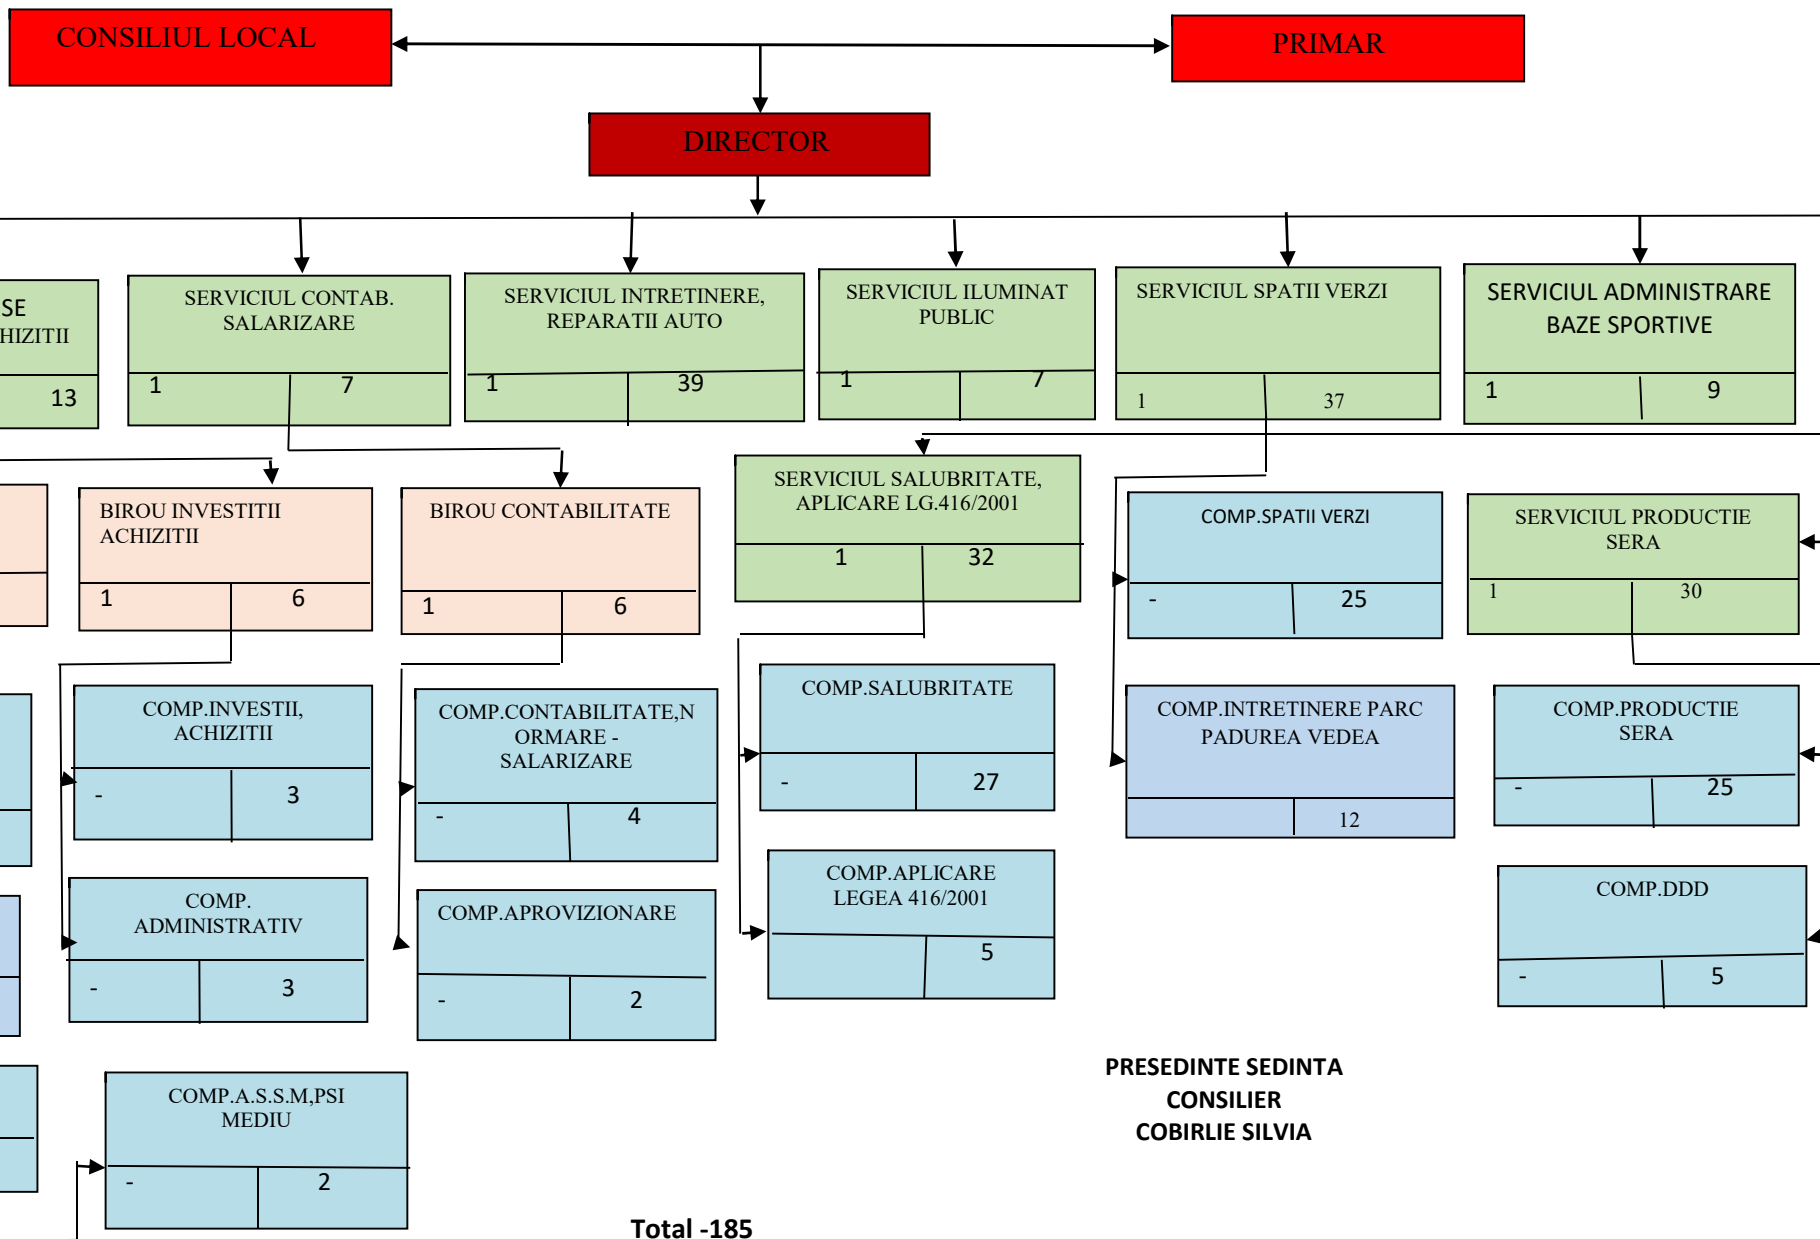 CONSILIUL LOCAL
PRIMAR
DIRECTOR
SE
HIZITII
13
SERVICIUL CONTAB.
SALARIZARE
1 7
SERVICIUL INTRETINERE,
REPARATII AUTO
1 39
SERVICIUL ILUMINAT
PUBLIC
1 7
SERVICIUL SPATII VERZI
1 37
SERVICIUL ADMINISTRARE
BAZE SPORTIVE
1 9
BIROU INVESTITII
ACHIZITII
1 6
BIROU CONTABILITATE
1 6
SERVICIUL SALUBRITATE,
APLICARE LG.416/2001
1 32
COMP.SPATII VERZI
- 25
SERVICIUL PRODUCTIE
SERA
1 30
COMP.INVESTII,
ACHIZITII
- 3
COMP.CONTABILITATE,N
ORMARE -
SALARIZARE
- 4
COMP.SALUBRITATE
- 27
COMP.INTRETINERE PARC
PADUREA VEDEA
12
COMP.PRODUCTIE
SERA
- 25
COMP.
ADMINISTRATIV
- 3
COMP.APROVIZIONARE
- 2
COMP.APLICARE
LEGEA 416/2001
5
COMP.DDD
- 5
COMP.A.S.S.M,PSI
MEDIU
- 2
PRESEDINTE SEDINTA
CONSILIER
COBIRLIE SILVIA
Total -185